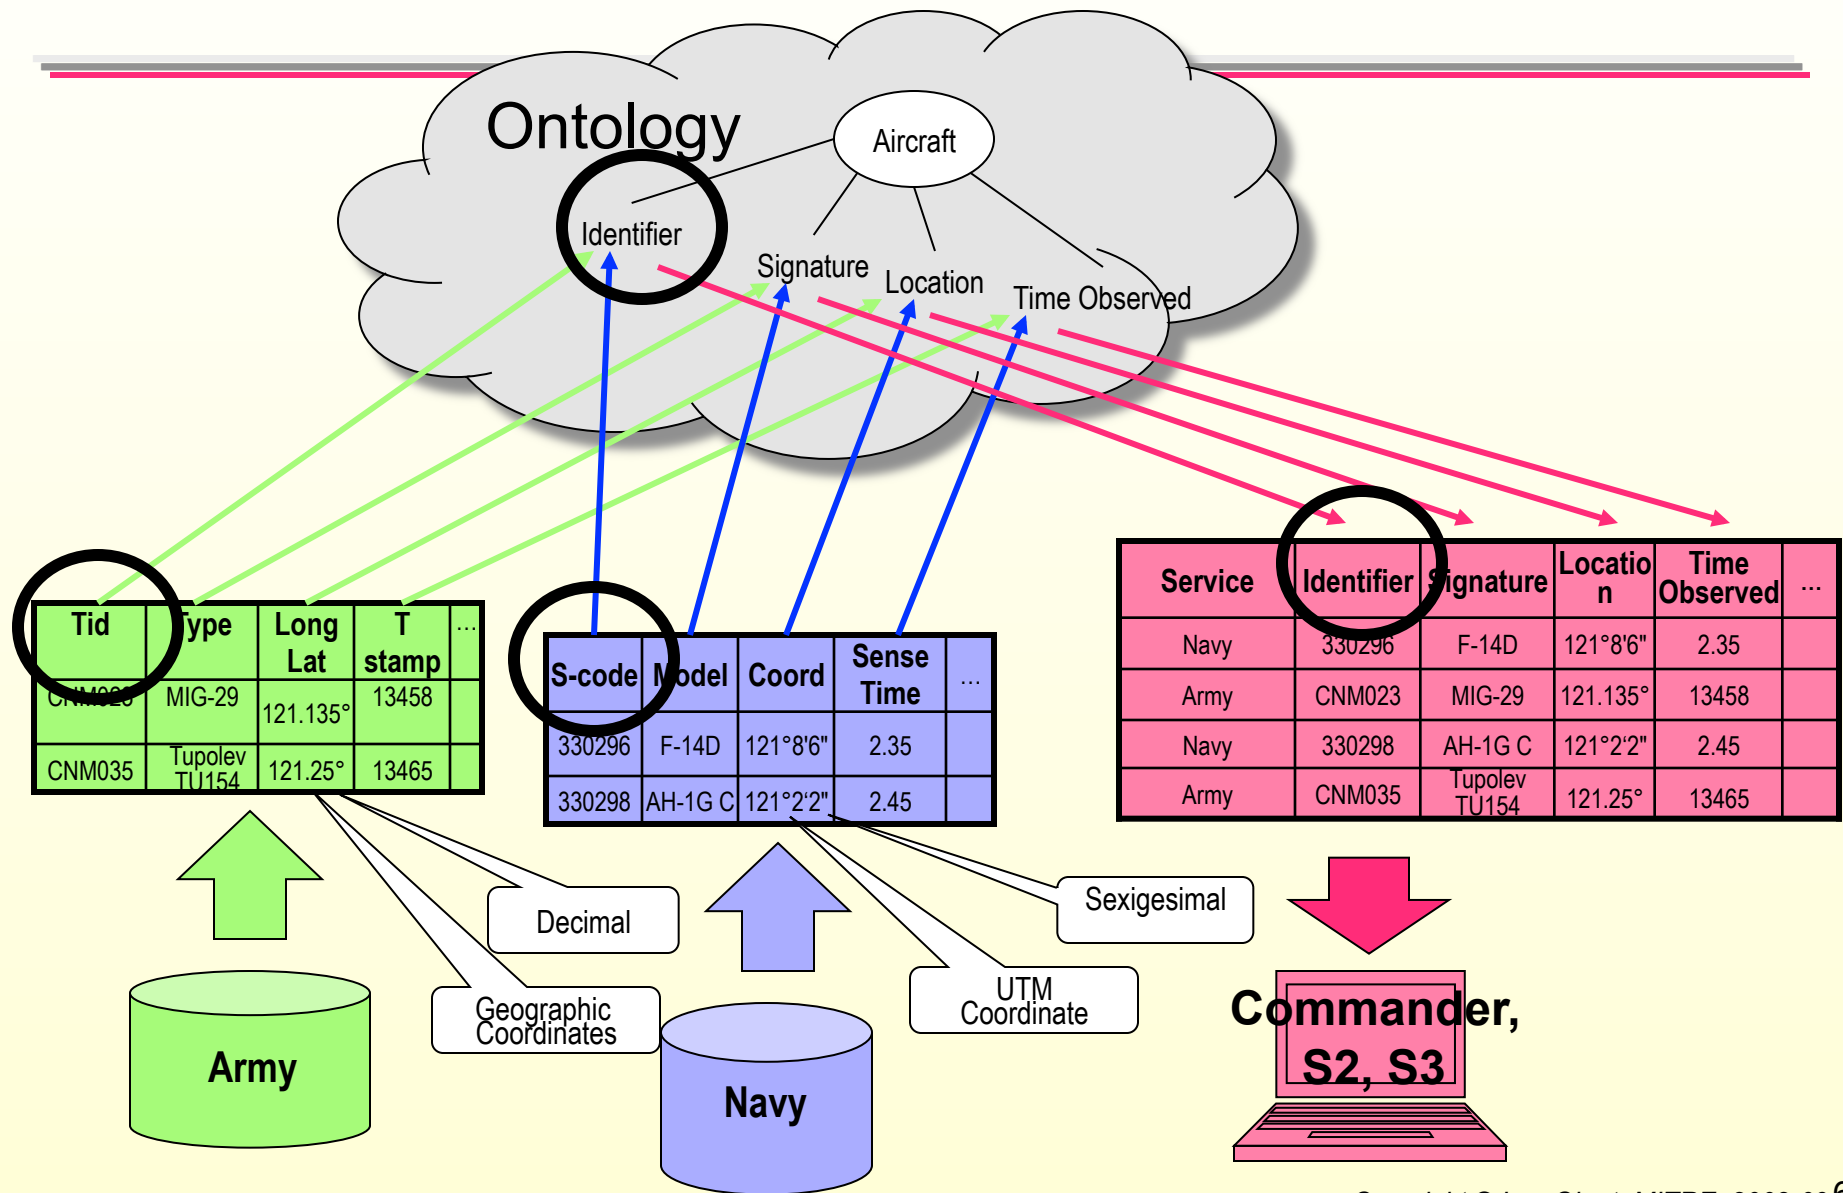 Ontology
Aircraft
Identifier
Signature
Location
Time Observed
Tid Type Long Lat T stamp ...
CNM023 MIG-29 121.135° 13458
CNM035 Tupolev TU154 121.25° 13465
S-code Model Coord Sense Time ...
330296 F-14D 121°8'6" 2.35
330298 AH-1G C 121°2'2" 2.45
Service Identifier Signature Locatio n Time Observed ...
Navy 330296 F-14D 121°8'6" 2.35
Army CNM023 MIG-29 121.135° 13458
Navy 330298 AH-1G C 121°2'2" 2.45
Army CNM035 Tupolev TU154 121.25° 13465
Decimal
Geographic
Coordinates
Sexigesimal
UTM
Coordinate
Army
Navy
Commander,
S2, S3